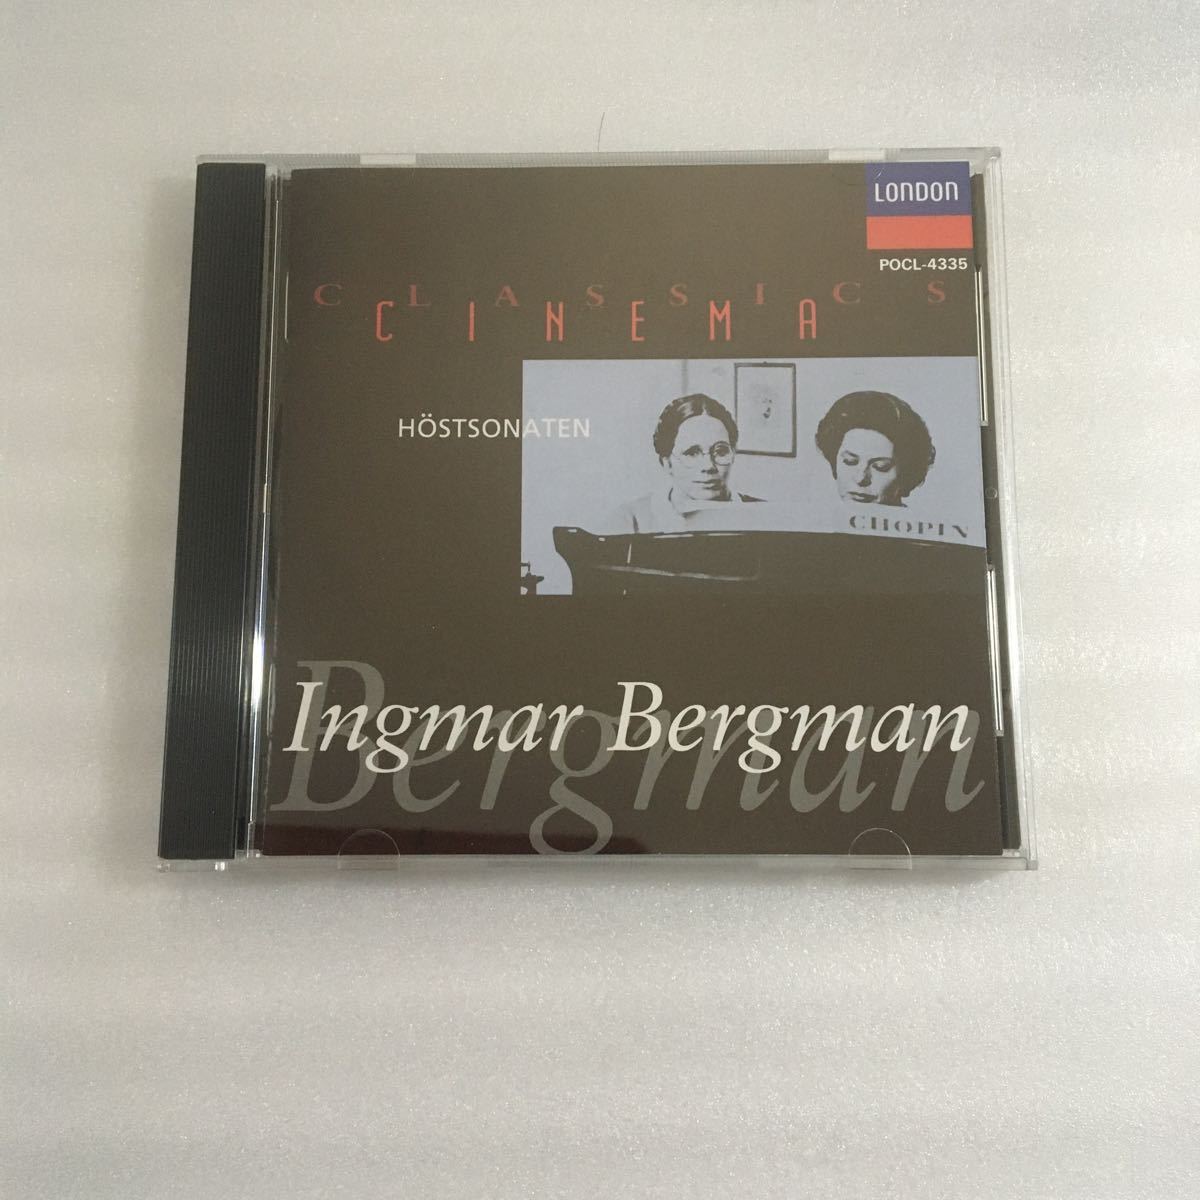 LONDON
POCL-4335
CLASSICS
CINEMA
HÖSTSONATEN
CHOPIN
Ingmar Bergman
Bergman